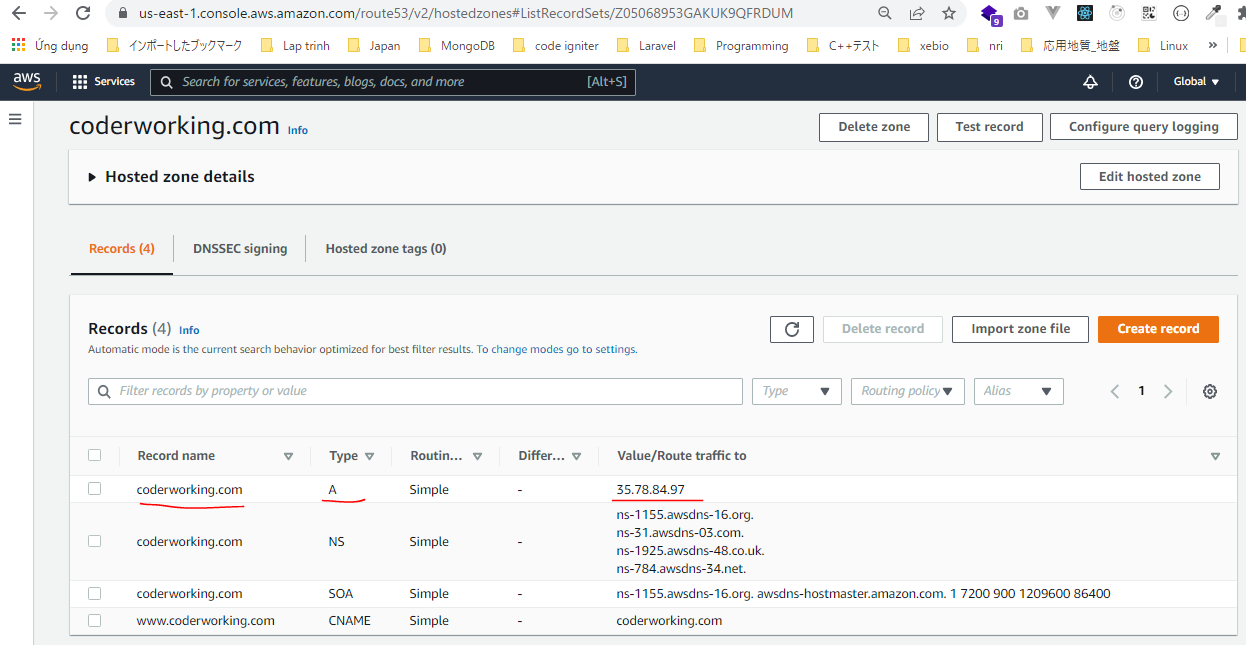 us-east-1.console.aws.amazon.com/route53/v2/hostedzones#ListRecordSets/Z05068953GAKUK9QFRDUM
9
Ứng dụng インポートしたブックマーク Lap trinh Japan MongoDB code igniter Laravel Programming C++テスト xebio nri 応用地質_地盤 Linux »
aws Services Search for services, features, blogs, docs, and more [Alt+S] Global
coderworking.com Info Delete zone Test record Configure query logging
Hosted zone details Edit hosted zone
Records (4) DNSSEC signing Hosted zone tags (0)
Records (4) Info Delete record Import zone file Create record
Automatic mode is the current search behavior optimized for best filter results. To change modes go to settings.
Filter records by property or value Type Routing policy Alias 1
Record name Type Routin... Differ... Value/Route traffic to
coderworking.com A Simple - 35.78.84.97
coderworking.com NS Simple - ns-1155.awsdns-16.org.
ns-31.awsdns-03.com.
ns-1925.awsdns-48.co.uk.
ns-784.awsdns-34.net.
coderworking.com SOA Simple - ns-1155.awsdns-16.org. awsdns-hostmaster.amazon.com. 1 7200 900 1209600 86400
www.coderworking.com CNAME Simple - coderworking.com